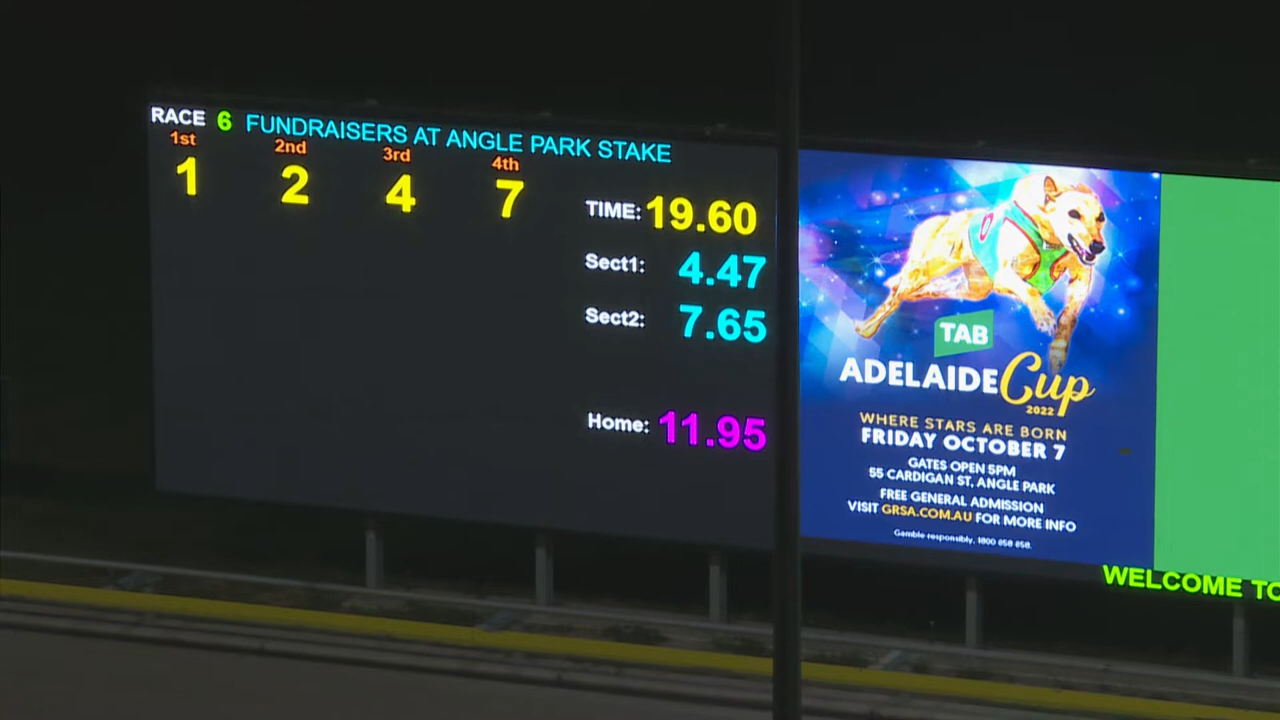 RACE 6 FUNDRAISERS AT ANGLE PARK STAKE
1st 2nd 3rd 4th
1 2 4 7
TIME: 19.60
Sect1: 4.47
Sect2: 7.65
Home: 11.95
TAB
ADELAIDE Cup
2022
WHERE STARS ARE BORN
FRIDAY OCTOBER 7
GATES OPEN 5PM
55 CARDIGAN ST, ANGLE PARK
FREE GENERAL ADMISSION
VISIT GRSA.COM.AU FOR MORE INFO
Gamble responsibly, 1800 858 858.
WELCOME TO